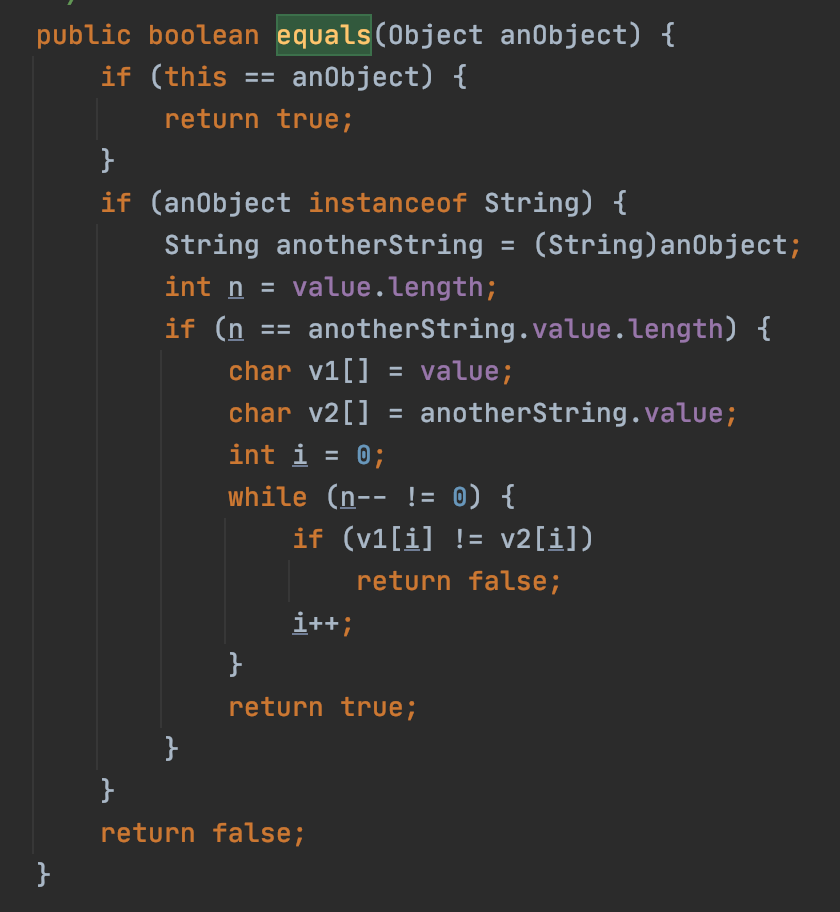 public boolean equals(Object anObject) {
    if (this == anObject) {
        return true;
    }
    if (anObject instanceof String) {
        String anotherString = (String)anObject;
        int n = value.length;
        if (n == anotherString.value.length) {
            char v1[] = value;
            char v2[] = anotherString.value;
            int i = 0;
            while (n-- != 0) {
                if (v1[i] != v2[i])
                    return false;
                i++;
            }
            return true;
        }
    }
    return false;
}